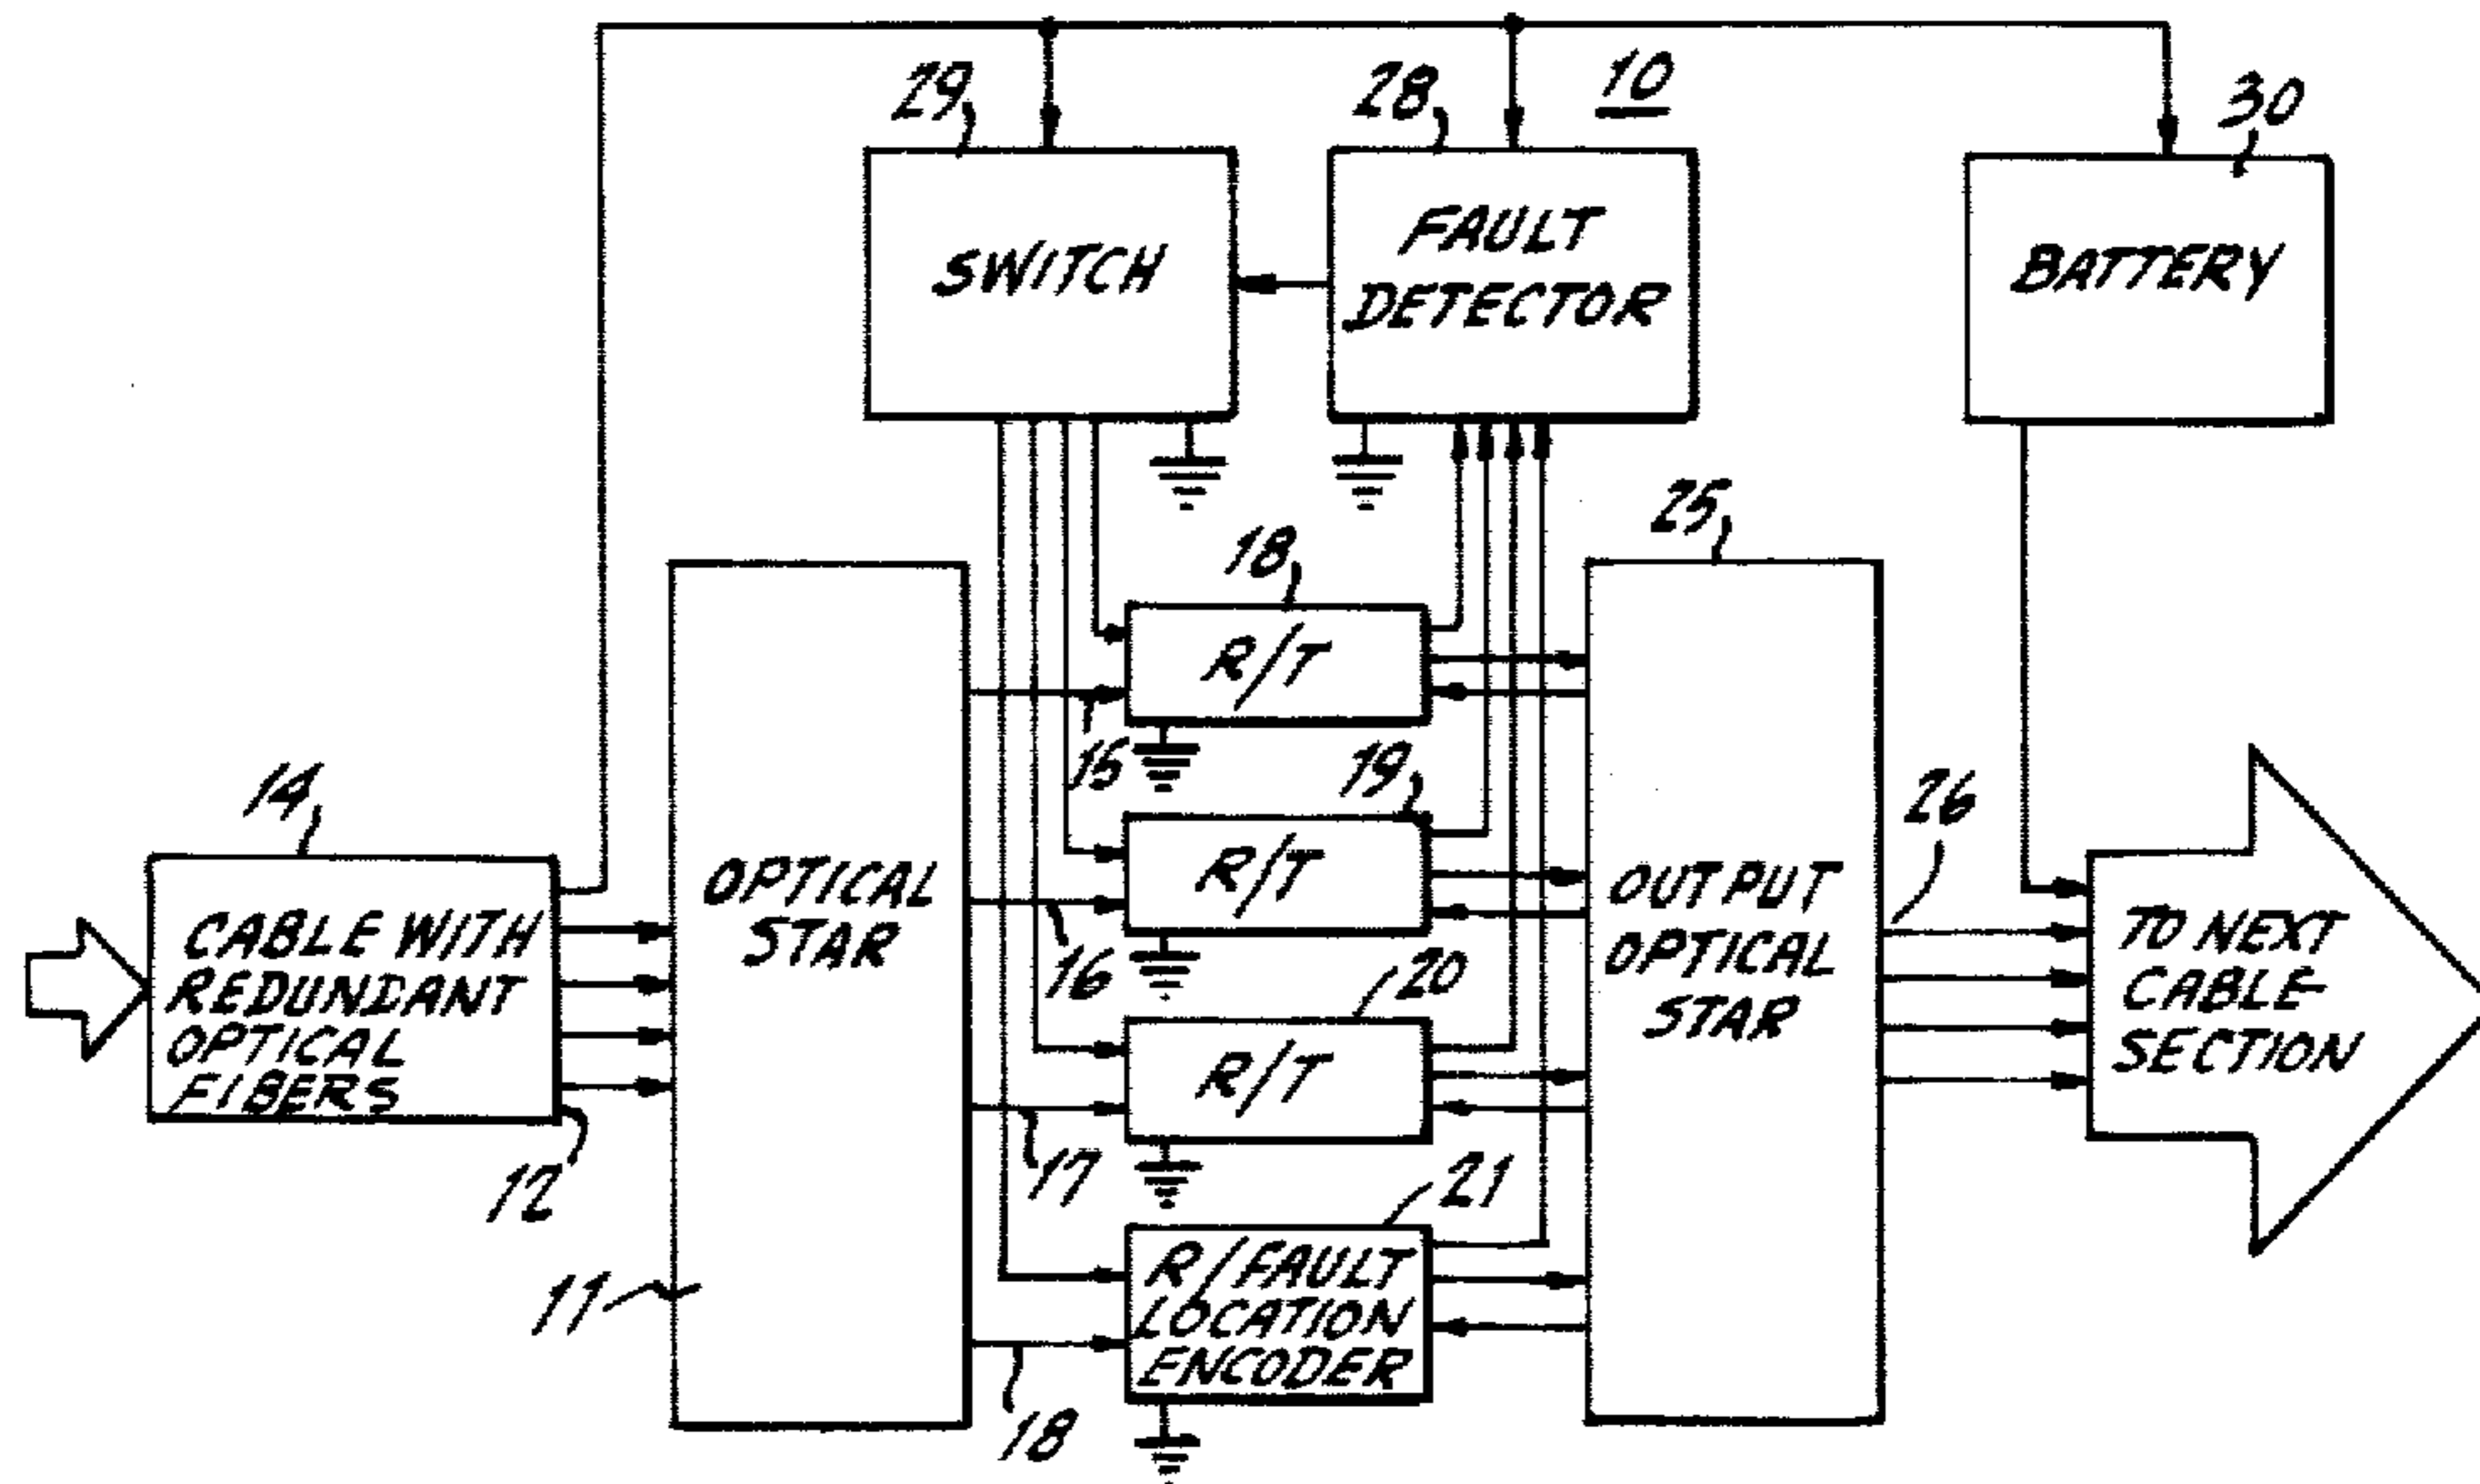 29
28
10
30
SWITCH
FAULT
DETECTOR
BATTERY
25
18
R/T
15
14
19
26
R/T
CABLE WITH
REDUNDANT
OPTICAL
FIBERS
OPTICAL
STAR
OUTPUT
OPTICAL
STAR
TO NEXT
CABLE
SECTION
16
20
R/T
12
17
21
11
R/FAULT
LOCATION
ENCODER
18